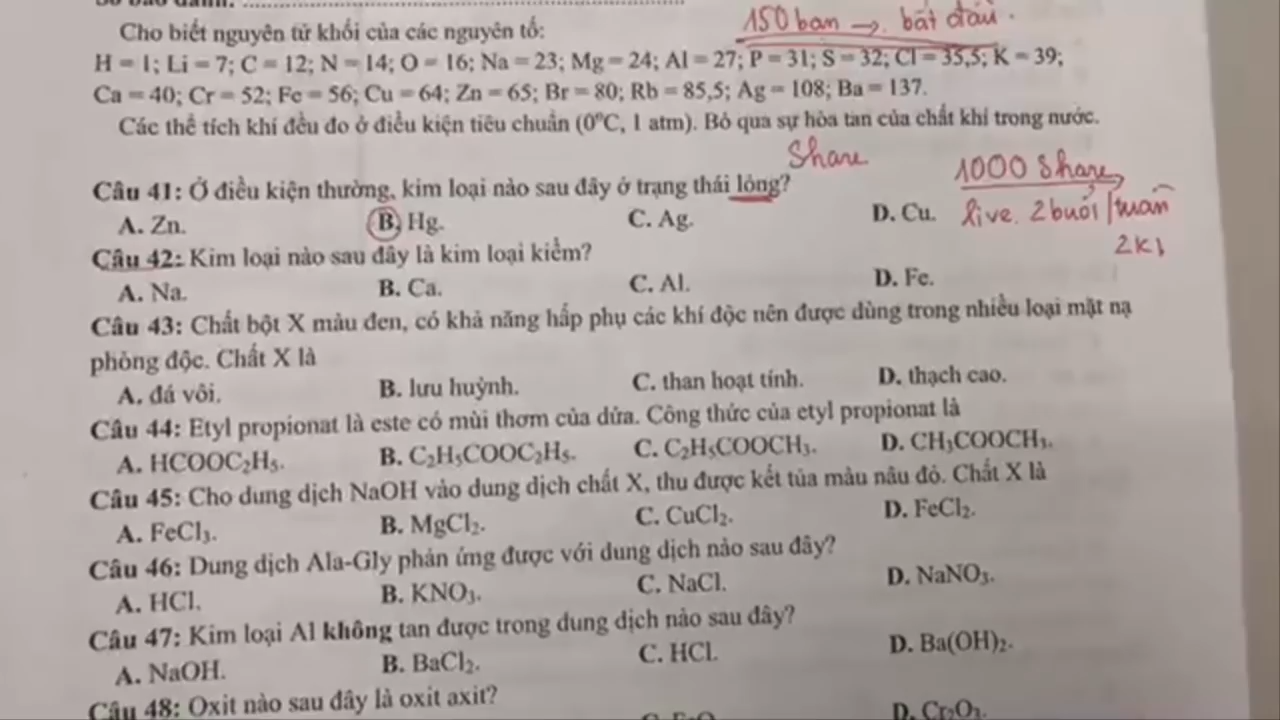 150 bạn → bắt đầu.
Cho biết nguyên tử khối của các nguyên tố:
H = 1; Li = 7; C = 12; N = 14; O = 16; Na = 23; Mg = 24; Al = 27; P = 31; S = 32; Cl = 35,5; K = 39;
Ca = 40; Cr = 52; Fe = 56; Cu = 64; Zn = 65; Br = 80; Rb = 85,5; Ag = 108; Ba = 137.
Các thể tích khí đều đo ở điều kiện tiêu chuẩn (0°C, 1 atm). Bỏ qua sự hòa tan của chất khí trong nước.
Share
1000 share,
Câu 41: Ở điều kiện thường, kim loại nào sau đây ở trạng thái lỏng?
A. Zn. B. Hg. C. Ag. D. Cu.
live. 2 buổi / tuần
2k1
Câu 42: Kim loại nào sau đây là kim loại kiềm?
A. Na. B. Ca. C. Al. D. Fe.
Câu 43: Chất bột X màu đen, có khả năng hấp phụ các khí độc nên được dùng trong nhiều loại mặt nạ
phòng độc. Chất X là
A. đá vôi. B. lưu huỳnh. C. than hoạt tính. D. thạch cao.
Câu 44: Etyl propionat là este có mùi thơm của dứa. Công thức của etyl propionat là
A. HCOOC₂H₅. B. C₂H₅COOC₂H₅. C. C₂H₅COOCH₃. D. CH₃COOCH₃.
Câu 45: Cho dung dịch NaOH vào dung dịch chất X, thu được kết tủa màu nâu đỏ. Chất X là
A. FeCl₃. B. MgCl₂. C. CuCl₂. D. FeCl₂.
Câu 46: Dung dịch Ala-Gly phản ứng được với dung dịch nào sau đây?
A. HCl. B. KNO₃. C. NaCl. D. NaNO₃.
Câu 47: Kim loại Al không tan được trong dung dịch nào sau đây?
A. NaOH. B. BaCl₂. C. HCl. D. Ba(OH)₂.
Câu 48: Oxit nào sau đây là oxit axit?
D. Cr₂O₃.